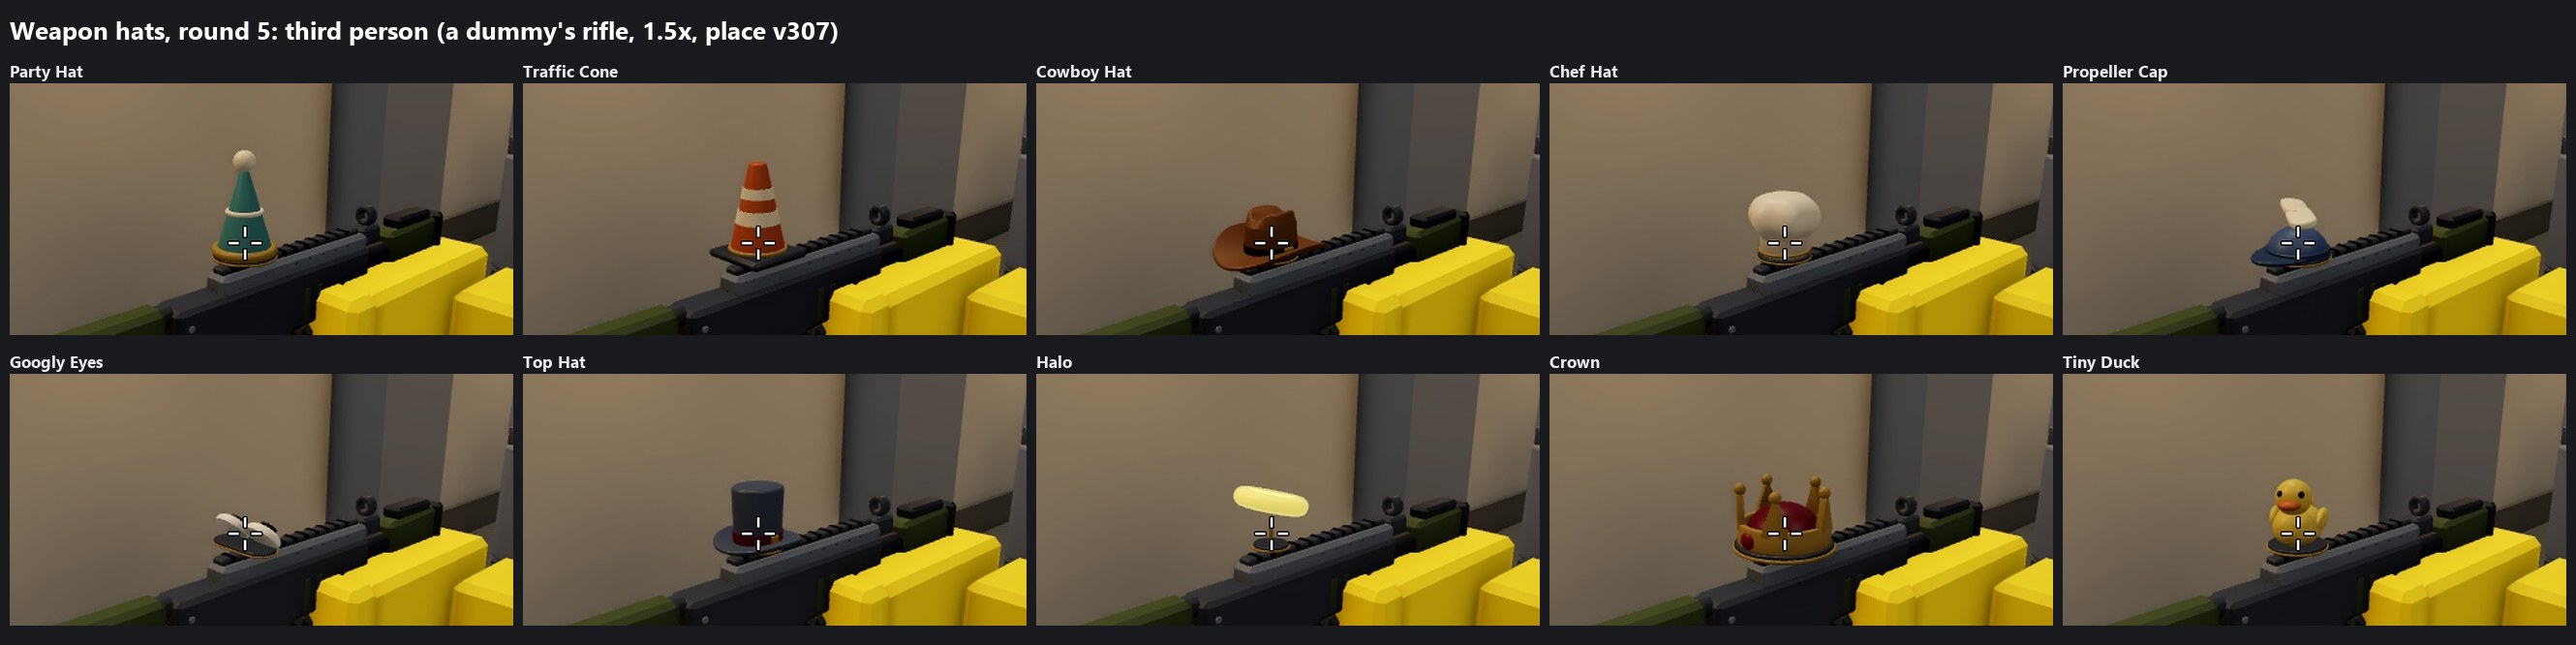 Weapon hats, round 5: third person (a dummy's rifle, 1.5x, place v307)
Party Hat
Traffic Cone
Cowboy Hat
Chef Hat
Propeller Cap
Googly Eyes
Top Hat
Halo
Crown
Tiny Duck